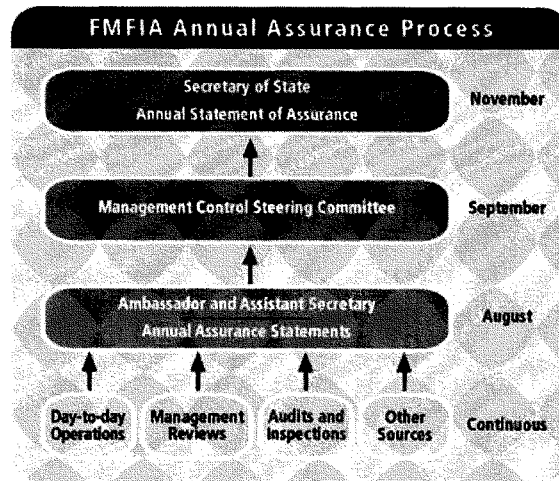 FMFIA Annual Assurance Process
Secretary of State
Annual Statement of Assurance
November
Management Control Steering Committee
September
Ambassador and Assistant Secretary
Annual Assurance Statements
August
Day-to-day
Operations
Management
Reviews
Audits and
Inspections
Other
Sources
Continuous